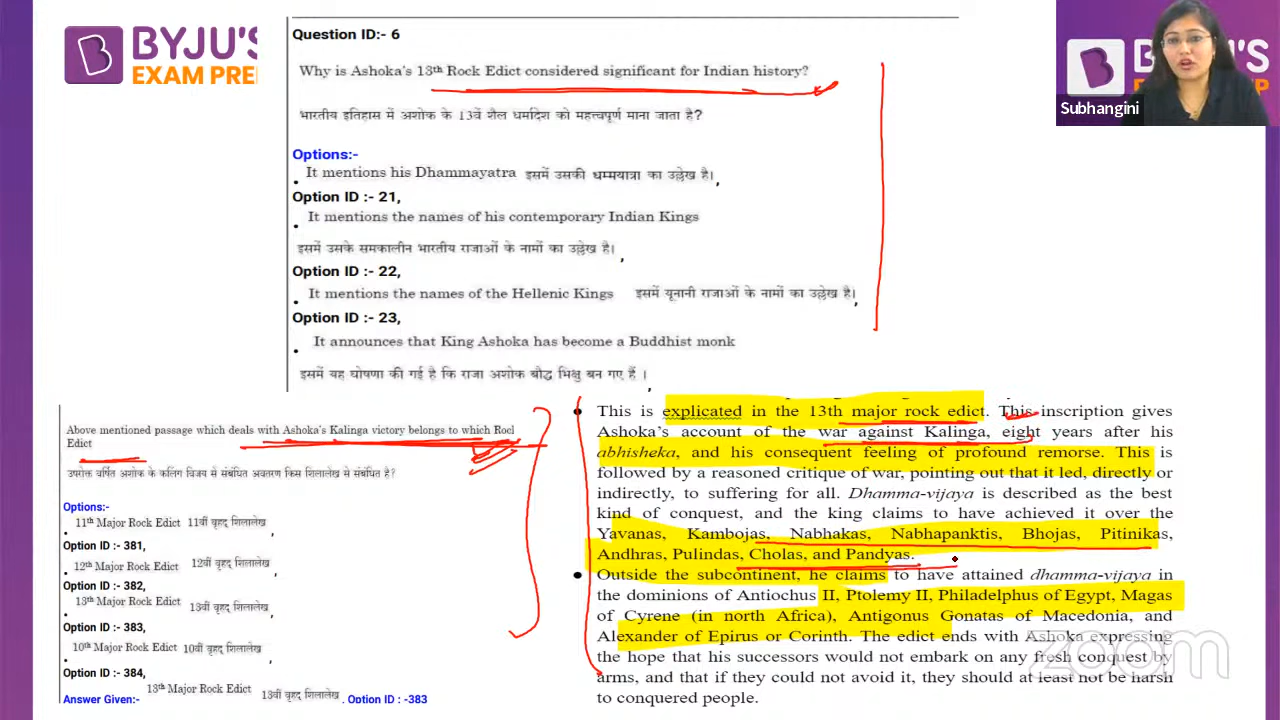 BYJU'S
EXAM PREP
Question ID:- 6
Why is Ashoka's 13th Rock Edict considered significant for Indian history?
भारतीय इतिहास में अशोक के 13वें शैल धर्मादेश को महत्त्वपूर्ण माना जाता है?
Options:-
It mentions his Dhammayatra इसमें उसकी धम्मयात्रा का उल्लेख है।,
Option ID :- 21,
It mentions the names of his contemporary Indian Kings
इसमें उसके समकालीन भारतीय राजाओं के नामों का उल्लेख है।,
Option ID :- 22,
It mentions the names of the Hellenic Kings इसमें यूनानी राजाओं के नामों का उल्लेख है।,
Option ID :- 23,
It announces that King Ashoka has become a Buddhist monk
इसमें यह घोषणा की गई है कि राजा अशोक बौद्ध भिक्षु बन गए हैं ।,
BYJU'S
Subhangini
Above mentioned passage which deals with Ashoka's Kalinga victory belongs to which Rocl
Edict
उपरोक्त वर्णित अशोक के कलिंग विजय से संबंधित अवतरण किस शिलालेख से संबंधित है?
Options:-
11th Major Rock Edict 11वीं वृहद् शिलालेख,
Option ID :- 381,
12th Major Rock Edict 12वीं वृहद् शिलालेख,
Option ID :- 382,
13th Major Rock Edict 13वीं वृहद् शिलालेख,
Option ID :- 383,
10th Major Rock Edict 10वीं वृहद् शिलालेख,
Option ID :- 384,
Answer Given:- 13th Major Rock Edict 13वीं वृहद् शिलालेख . Option ID : -383
• This is explicated in the 13th major rock edict. This inscription gives
Ashoka's account of the war against Kalinga, eight years after his
abhisheka, and his consequent feeling of profound remorse. This is
followed by a reasoned critique of war, pointing out that it led, directly or
indirectly, to suffering for all. Dhamma-vijaya is described as the best
kind of conquest, and the king claims to have achieved it over the
Yavanas, Kambojas, Nabhakas, Nabhapanktis, Bhojas, Pitinikas,
Andhras, Pulindas, Cholas, and Pandyas.
• Outside the subcontinent, he claims to have attained dhamma-vijaya in
the dominions of Antiochus II, Ptolemy II, Philadelphus of Egypt, Magas
of Cyrene (in north Africa), Antigonus Gonatas of Macedonia, and
Alexander of Epirus or Corinth. The edict ends with Ashoka expressing
the hope that his successors would not embark on any fresh conquest by
arms, and that if they could not avoid it, they should at least not be harsh
to conquered people.
zoom